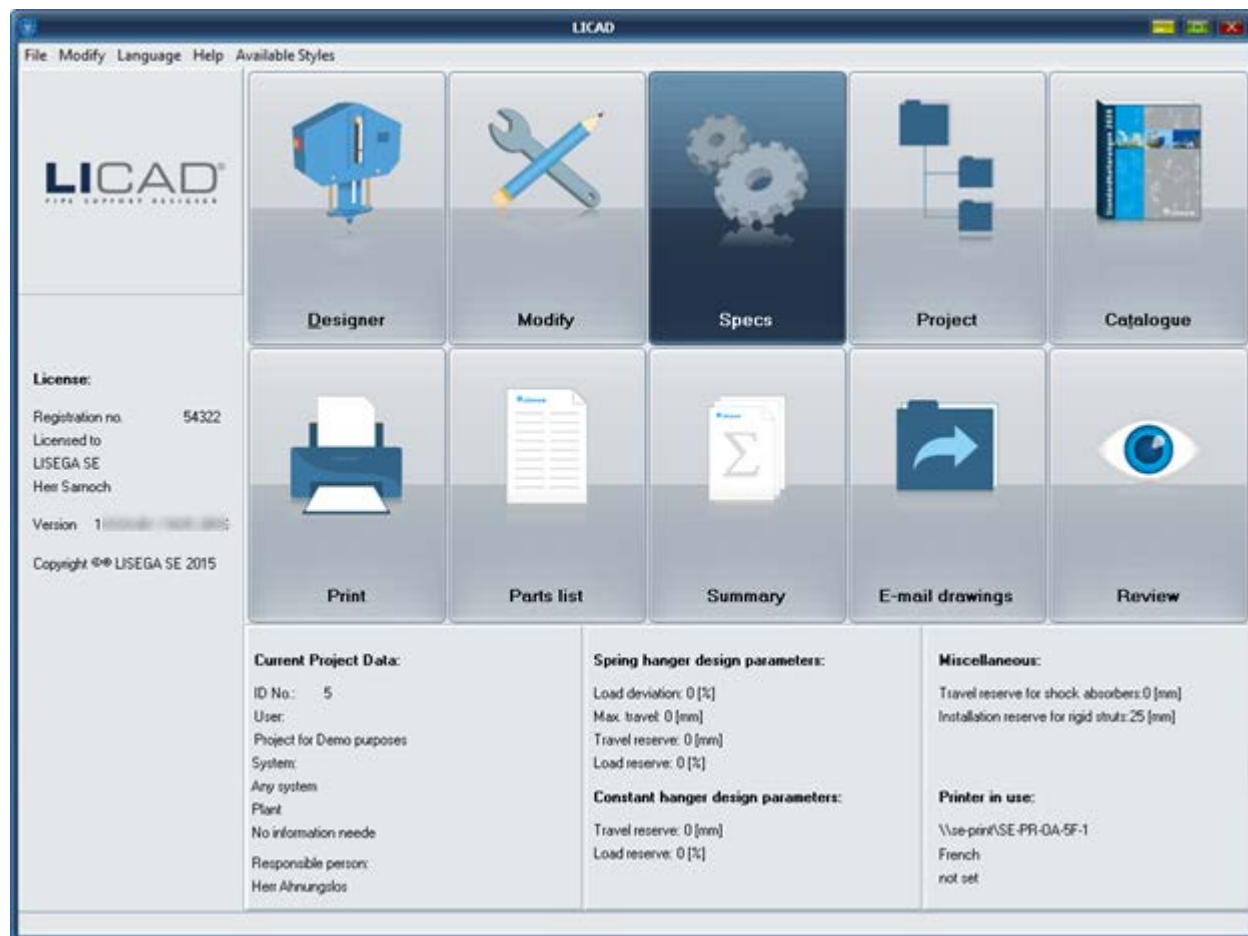 LICAD
File Modify Language Help Available Styles
LICAD®
PIPE SUPPORT DESIGNER
Designer
Modify
Specs
Project
Catalogue
Standardhalterungen 2020
Print
Parts list
Summary
E-mail drawings
Review
License:
Registration no. 54322
Licensed to
LISEGA SE
Herr Sarnoch
Version 1
Copyright ©® LISEGA SE 2015
Current Project Data:
ID No.: 5
User:
Project for Demo purposes
System:
Any system
Plant
No information neede
Responsible person:
Herr Ahnungslos
Spring hanger design parameters:
Load deviation: 0 [%]
Max. travel: 0 [mm]
Travel reserve: 0 [mm]
Load reserve: 0 [%]
Constant hanger design parameters:
Travel reserve: 0 [mm]
Load reserve: 0 [%]
Miscellaneous:
Travel reserve for shock absorbers:0 [mm]
Installation reserve for rigid struts:25 [mm]
Printer in use:
\\se-print\SE-PR-OA-5F-1
French
not set